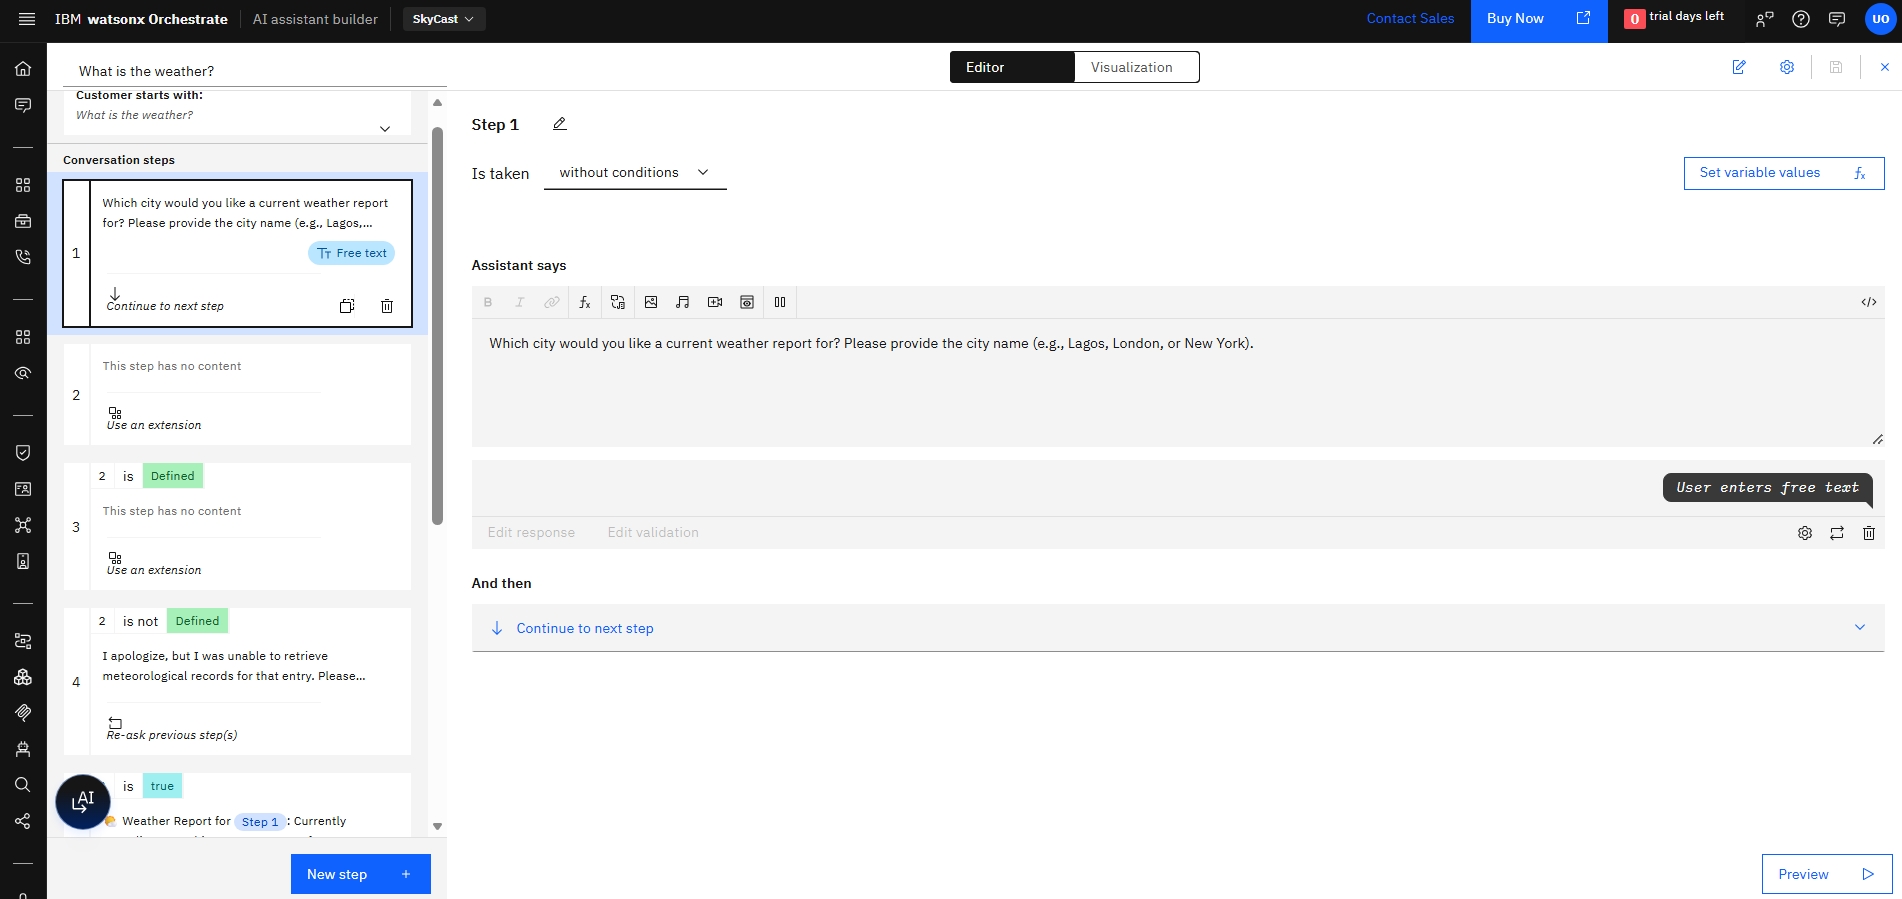 IBM watsonx Orchestrate
AI assistant builder
SkyCast
Contact Sales
Buy Now
0 trial days left
UO
What is the weather?
Editor
Visualization
Customer starts with:
What is the weather?
Conversation steps
1
Which city would you like a current weather report
for? Please provide the city name (e.g., Lagos,...
Free text
Continue to next step
2
This step has no content
Use an extension
3
2 is Defined
This step has no content
Use an extension
4
2 is not Defined
I apologize, but I was unable to retrieve
meteorological records for that entry. Please...
Re-ask previous step(s)
is true
Weather Report for Step 1 : Currently
AI
New step +
Step 1
Is taken without conditions
Set variable values fx
Assistant says
B I fx </>
Which city would you like a current weather report for? Please provide the city name (e.g., Lagos, London, or New York).
User enters free text
Edit response Edit validation
And then
Continue to next step
Preview